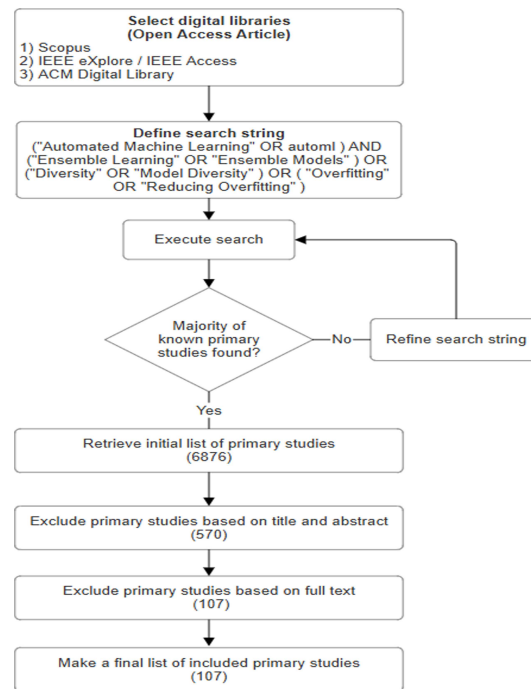 Select digital libraries
(Open Access Article)
1) Scopus
2) IEEE eXplore / IEEE Access
3) ACM Digital Library
Define search string
("Automated Machine Learning" OR automl ) AND
("Ensemble Learning" OR "Ensemble Models" ) OR
("Diversity" OR "Model Diversity" ) OR ( "Overfitting"
OR "Reducing Overfitting" )
Execute search
Majority of
known primary
studies found?
No
Refine search string
Yes
Retrieve initial list of primary studies
(6876)
Exclude primary studies based on title and abstract
(570)
Exclude primary studies based on full text
(107)
Make a final list of included primary studies
(107)